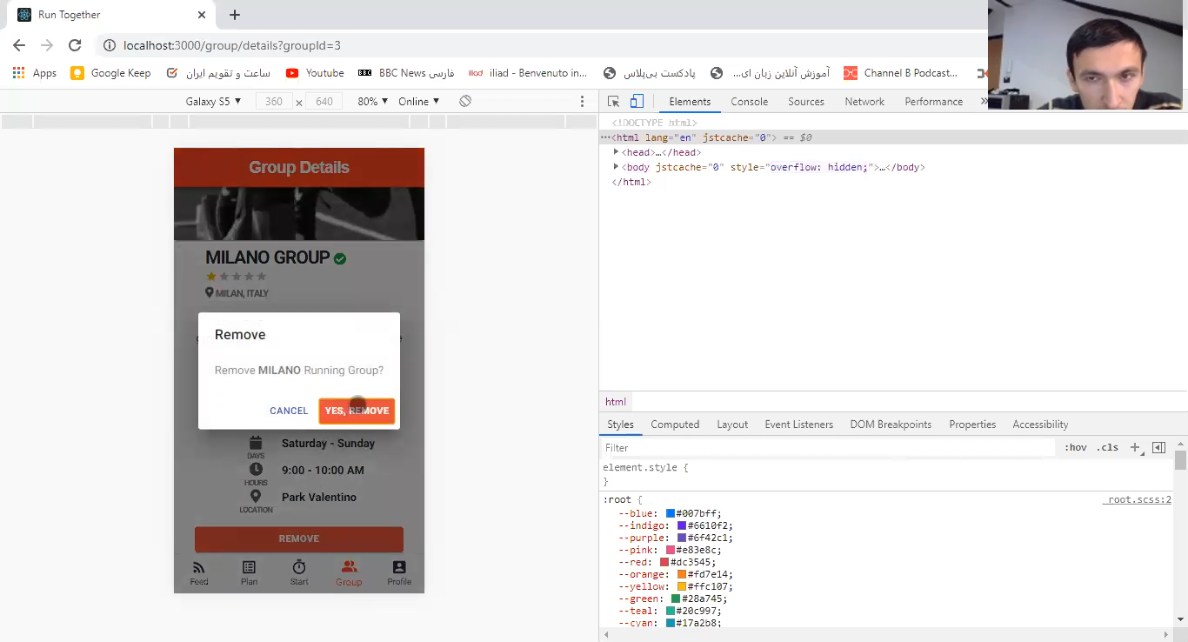 Run Together
localhost:3000/group/details?groupId=3
Apps Google Keep ساعت و تقویم ایران Youtube BBC NEWS BBC News فارسی iliad iliad - Benvenuto in... پادکست بی‌پلاس آموزش آنلاین زبان ای... Channel B Podcast...
Galaxy S5 ▼ 360 x 640 80% ▼ Online ▼
Elements Console Sources Network Performance »
<!DOCTYPE html>
···<html lang="en" jstcache="0"> == $0
<head>…</head>
<body jstcache="0" style="overflow: hidden;">…</body>
</html>
Group Details
MILANO GROUP
MILAN, ITALY
Remove
Remove MILANO Running Group?
CANCEL YES, REMOVE
DAYS Saturday - Sunday
HOURS 9:00 - 10:00 AM
LOCATION Park Valentino
REMOVE
Feed Plan Start Group Profile
html
Styles Computed Layout Event Listeners DOM Breakpoints Properties Accessibility
Filter :hov .cls +
element.style {
}
:root { _root.scss:2
--blue: #007bff;
--indigo: #6610f2;
--purple: #6f42c1;
--pink: #e83e8c;
--red: #dc3545;
--orange: #fd7e14;
--yellow: #ffc107;
--green: #28a745;
--teal: #20c997;
--cyan: #17a2b8;